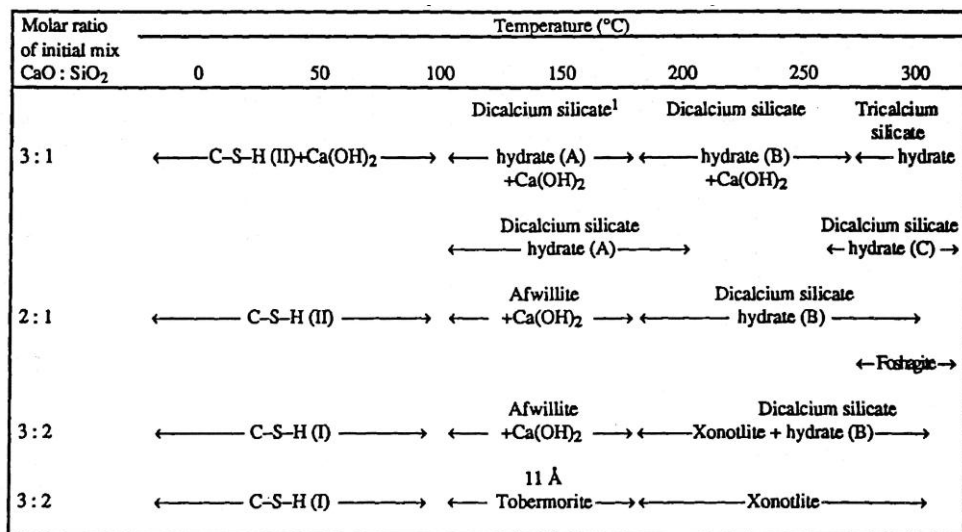 Molar ratio Temperature (°C)
of initial mix
CaO : SiO₂ 0 50 100 150 200 250 300
Dicalcium silicate¹ Dicalcium silicate Tricalcium
silicate
3 : 1 C–S–H (II)+Ca(OH)₂ hydrate (A) hydrate (B) hydrate
+Ca(OH)₂ +Ca(OH)₂
Dicalcium silicate Dicalcium silicate
hydrate (A) hydrate (C)
Afwillite Dicalcium silicate
2 : 1 C–S–H (II) +Ca(OH)₂ hydrate (B)
Foshagite
Afwillite Dicalcium silicate
3 : 2 C–S–H (I) +Ca(OH)₂ Xonotlite + hydrate (B)
11 Å
3 : 2 C–S–H (I) Tobermorite Xonotlite